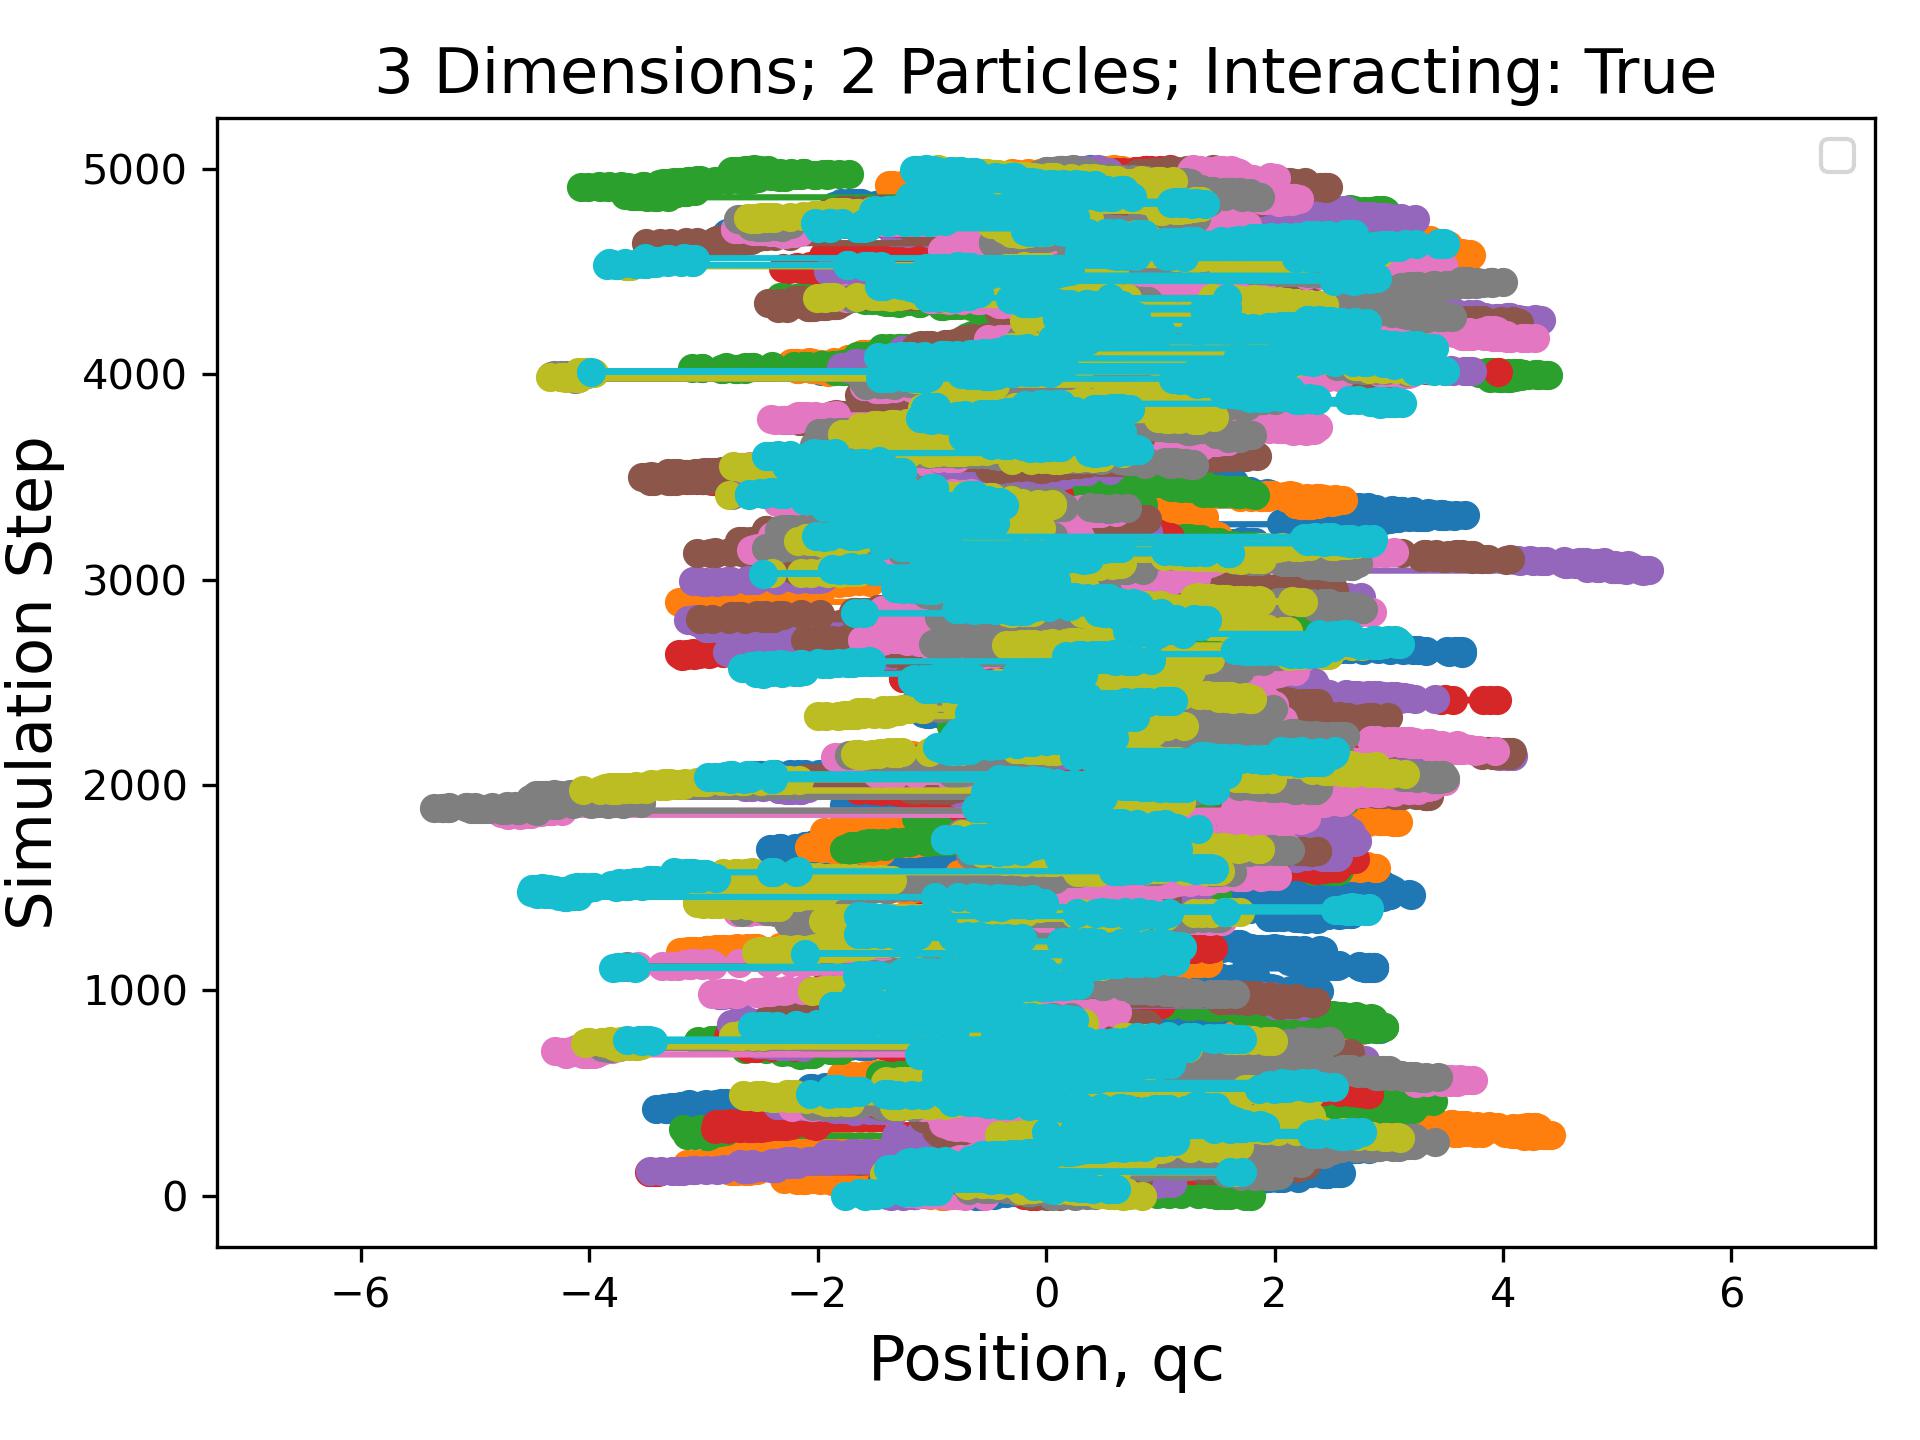 3 Dimensions; 2 Particles; Interacting: True
Simulation Step
5000
4000
3000
2000
1000
0
−6 −4 −2 0 2 4 6
Position, qc